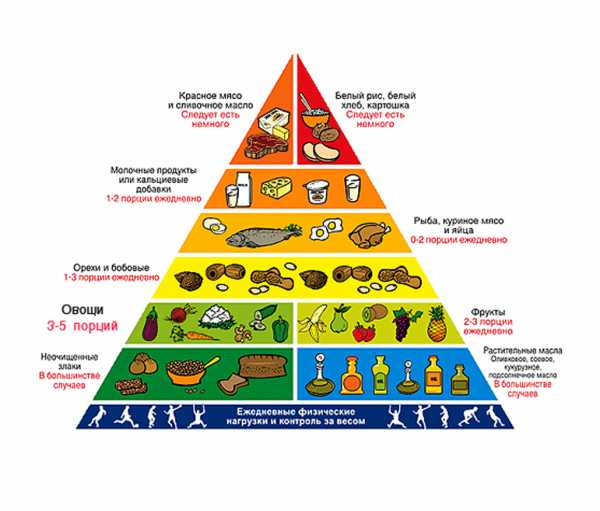 Красное мясо
и сливочное масло
Следует есть
немного
Белый рис, белый
хлеб, картошка
Следует есть
немного
Молочные продукты
или кальциевые
добавки
1-2 порции ежедневно
Рыба, куриное мясо
и яйца
0-2 порции ежедневно
Орехи и бобовые
1-3 порции ежедневно
Овощи
3-5 порций
Фрукты
2-3 порции
ежедневно
Неочищенные
злаки
В большинстве
случаев
Растительные масла
Оливковое, соевое,
кукурузное,
подсолнечное масло
В большинстве
случаев
Ежедневные физические
нагрузки и контроль за весом